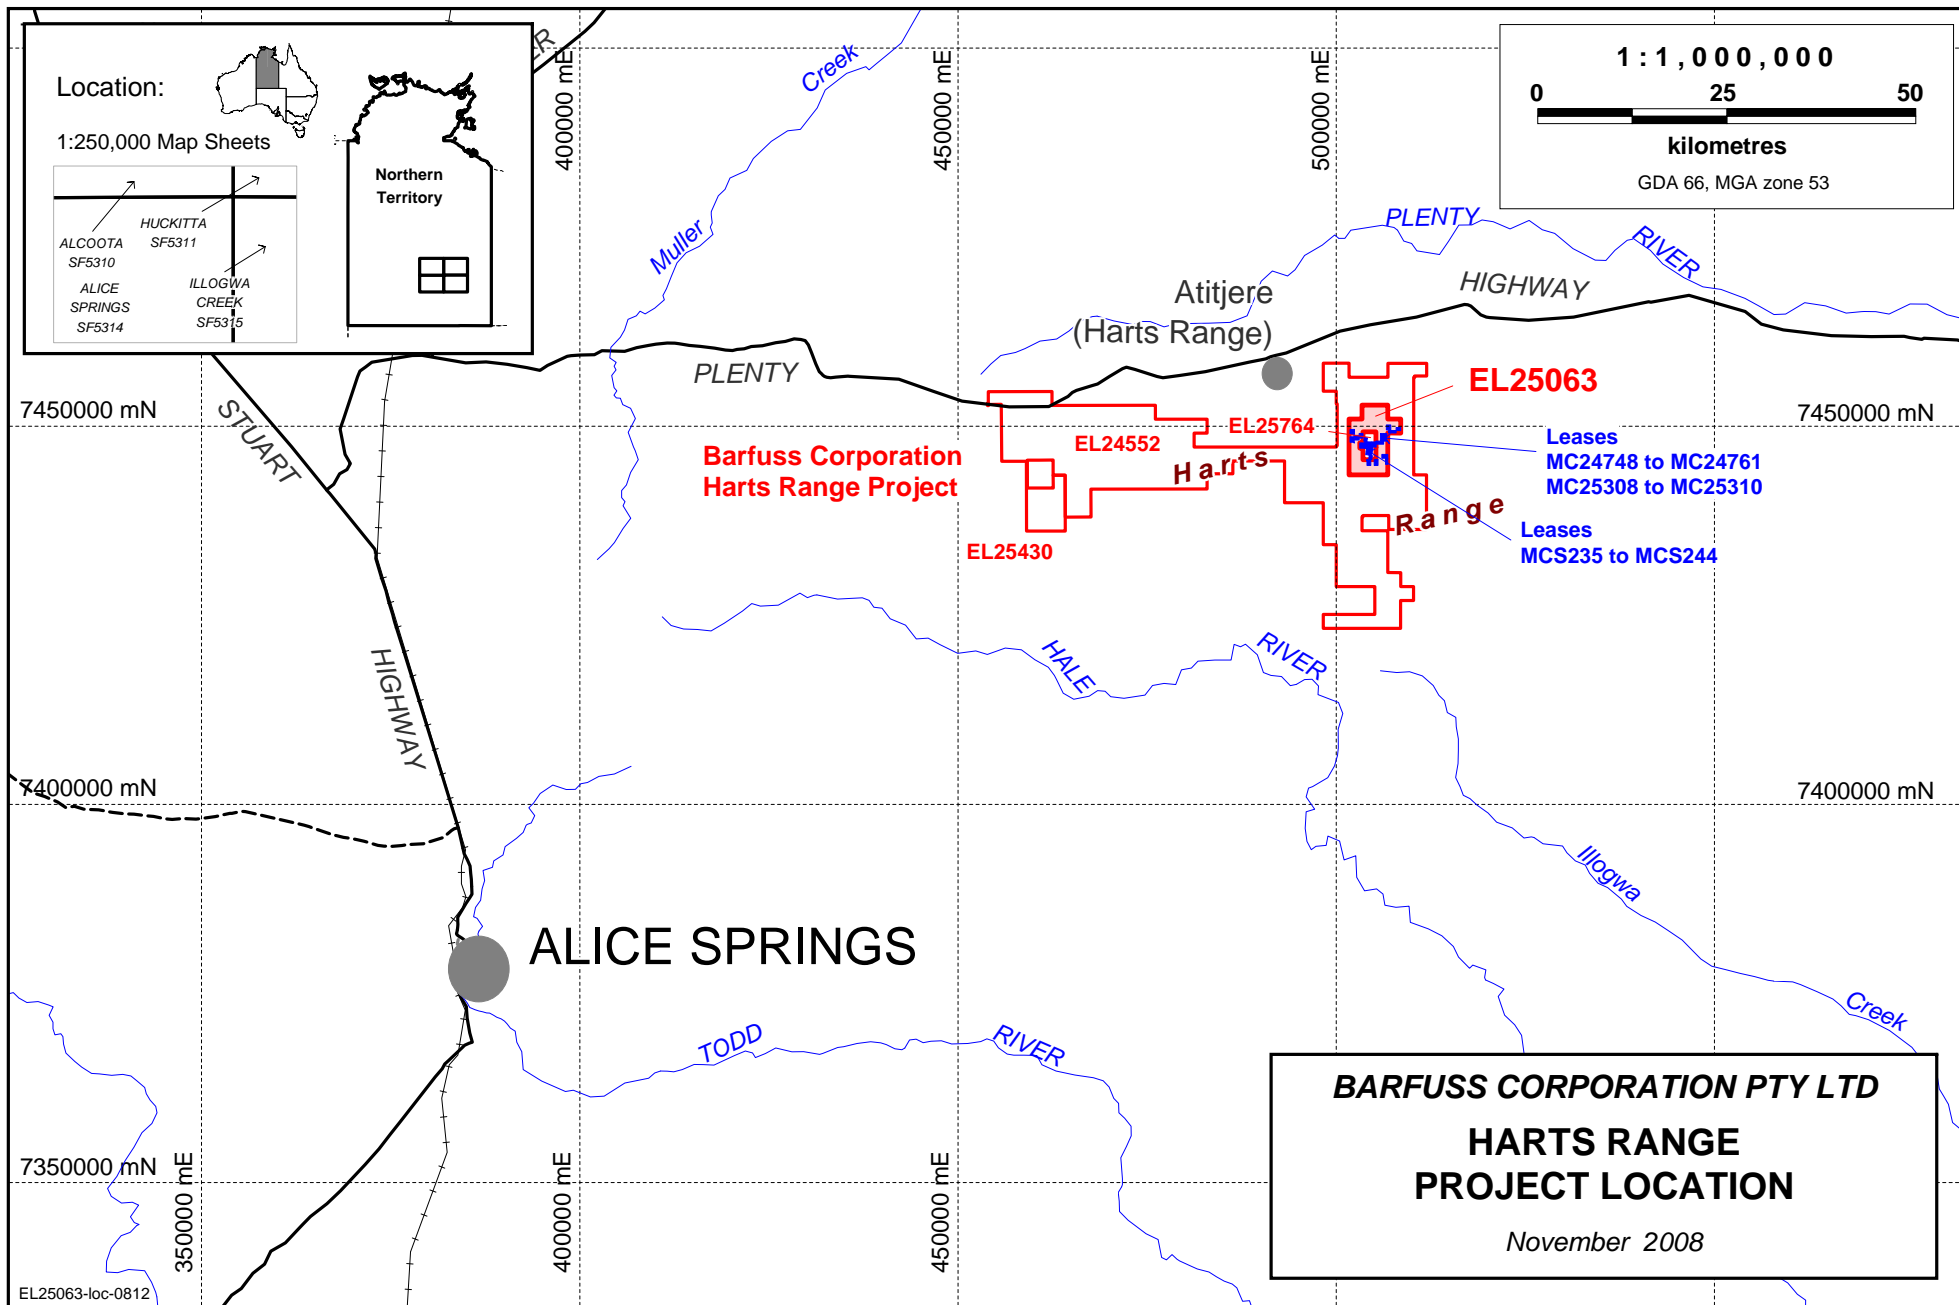 Location:
1:250,000 Map Sheets
ALCOOTA
SF5310
HUCKITTA
SF5311
ALICE
SPRINGS
SF5314
ILLOGWA
CREEK
SF5315
Northern
Territory
400000 mE
450000 mE
500000 mE
1:1,000,000
0 25 50
kilometres
GDA 66, MGA zone 53
Muller Creek
PLENTY RIVER
PLENTY HIGHWAY
Atitjere
(Harts Range)
STUART HIGHWAY
7450000 mN
7450000 mN
EL25063
EL25764
EL24552
EL25430
Barfuss Corporation
Harts Range Project
Harts Range
Leases
MC24748 to MC24761
MC25308 to MC25310
Leases
MCS235 to MCS244
HALE RIVER
7400000 mN
7400000 mN
Illogwa Creek
ALICE SPRINGS
TODD RIVER
7350000 mN
350000 mE
400000 mE
450000 mE
BARFUSS CORPORATION PTY LTD
HARTS RANGE
PROJECT LOCATION
November 2008
EL25063-loc-0812